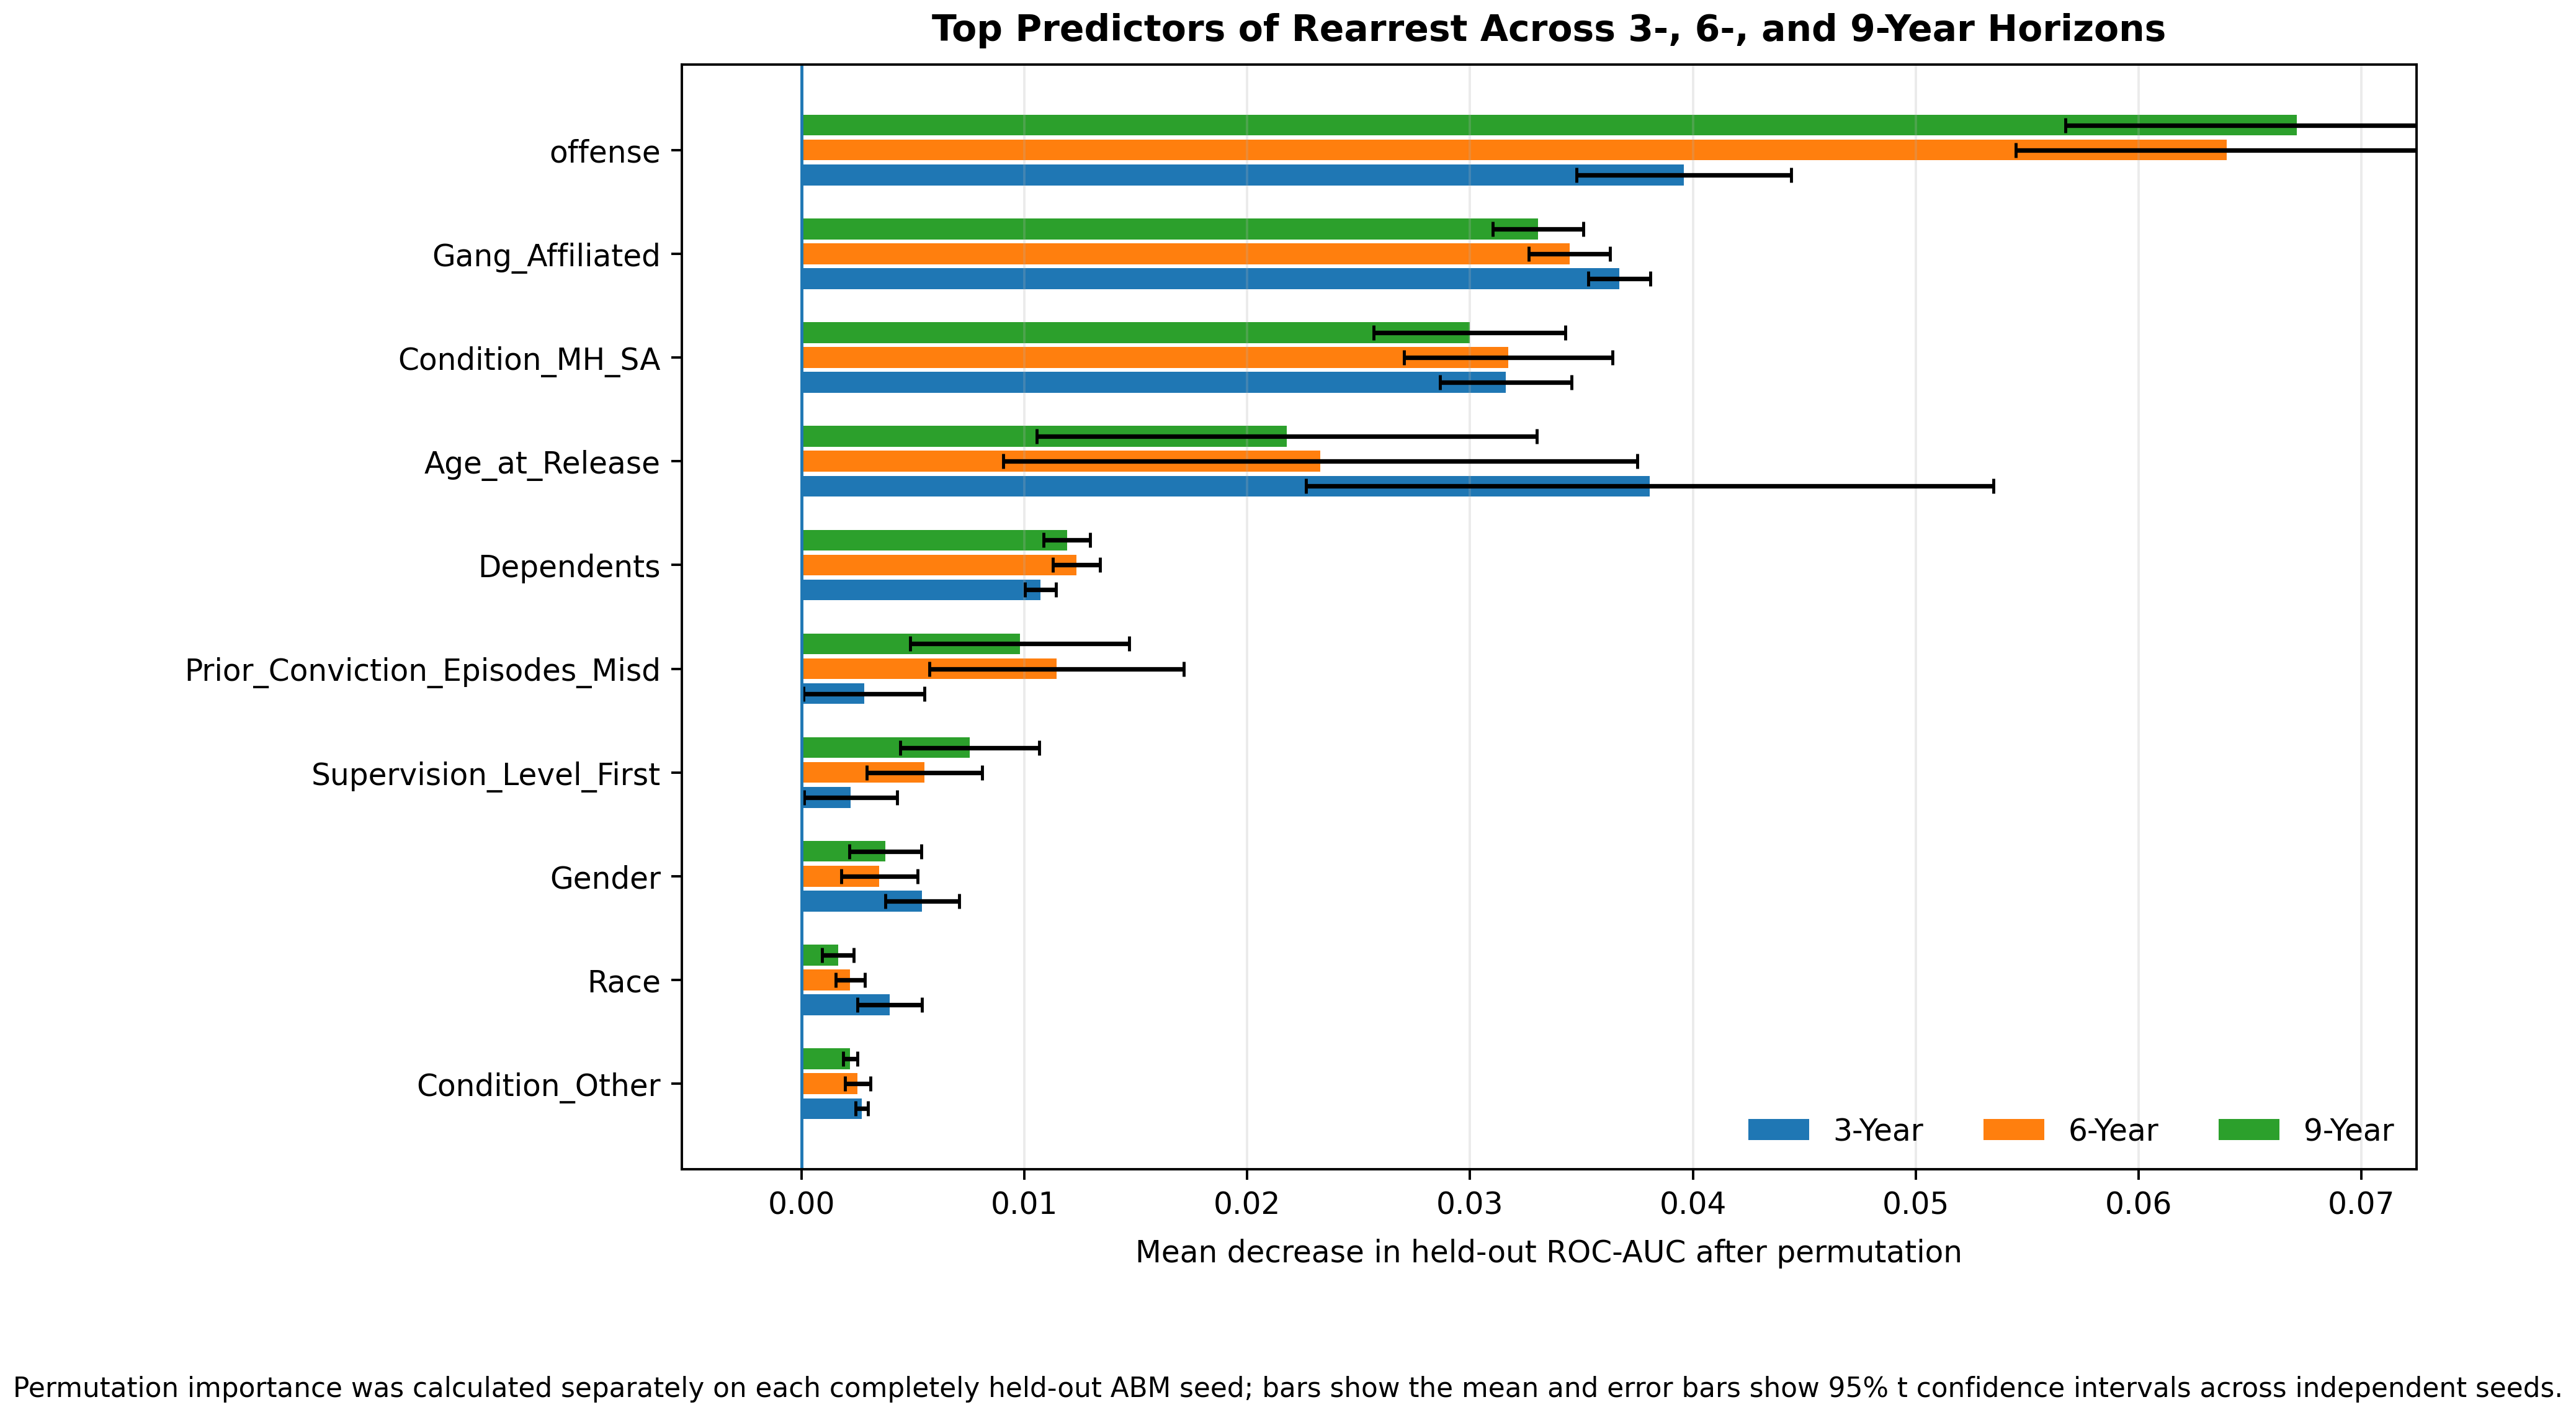 Top Predictors of Rearrest Across 3-, 6-, and 9-Year Horizons
offense
Gang_Affiliated
Condition_MH_SA
Age_at_Release
Dependents
Prior_Conviction_Episodes_Misd
Supervision_Level_First
Gender
Race
Condition_Other
3-Year 6-Year 9-Year
0.00 0.01 0.02 0.03 0.04 0.05 0.06 0.07
Mean decrease in held-out ROC-AUC after permutation
Permutation importance was calculated separately on each completely held-out ABM seed; bars show the mean and error bars show 95% t confidence intervals across independent seeds.